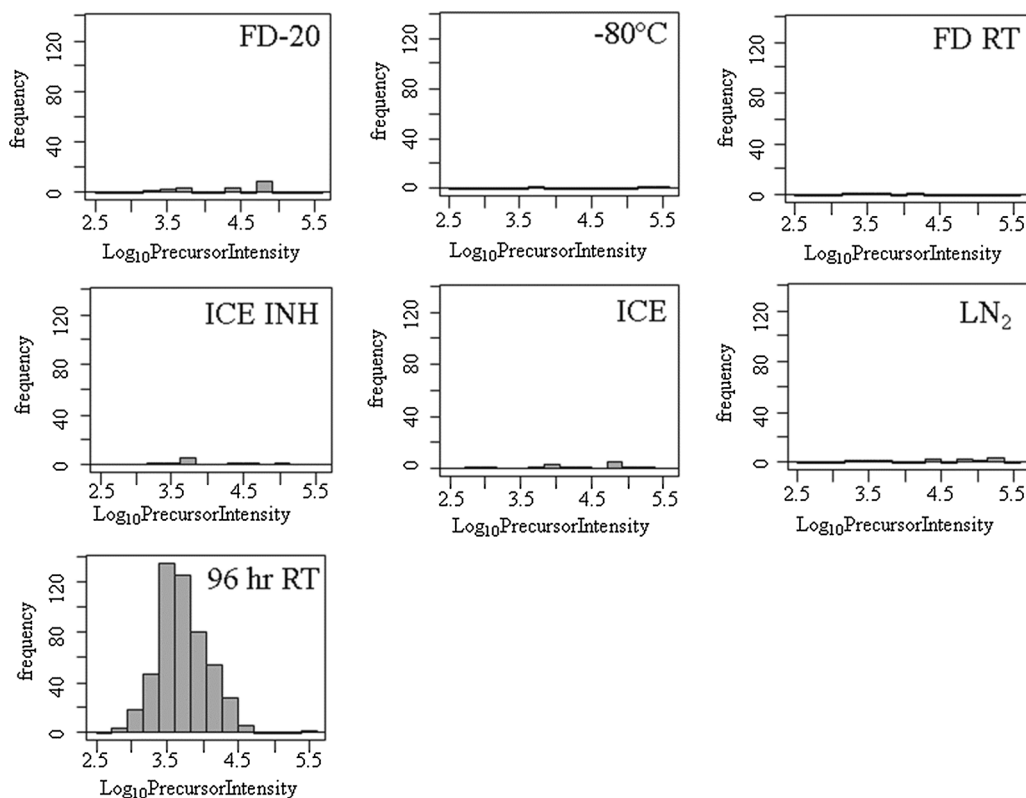 FD-20
frequency
0 40 80 120
2.5 3.5 4.5 5.5
Log₁₀PrecursorIntensity
-80°C
frequency
0 40 80 120
2.5 3.5 4.5 5.5
Log₁₀PrecursorIntensity
FD RT
frequency
0 40 80 120
2.5 3.5 4.5 5.5
Log₁₀PrecursorIntensity
ICE INH
frequency
0 40 80 120
2.5 3.5 4.5 5.5
Log₁₀PrecursorIntensity
ICE
frequency
0 40 80 120
2.5 3.5 4.5 5.5
Log₁₀PrecursorIntensity
LN₂
frequency
0 40 80 120
2.5 3.5 4.5 5.5
Log₁₀PrecursorIntensity
96 hr RT
frequency
0 40 80 120
2.5 3.5 4.5 5.5
Log₁₀PrecursorIntensity